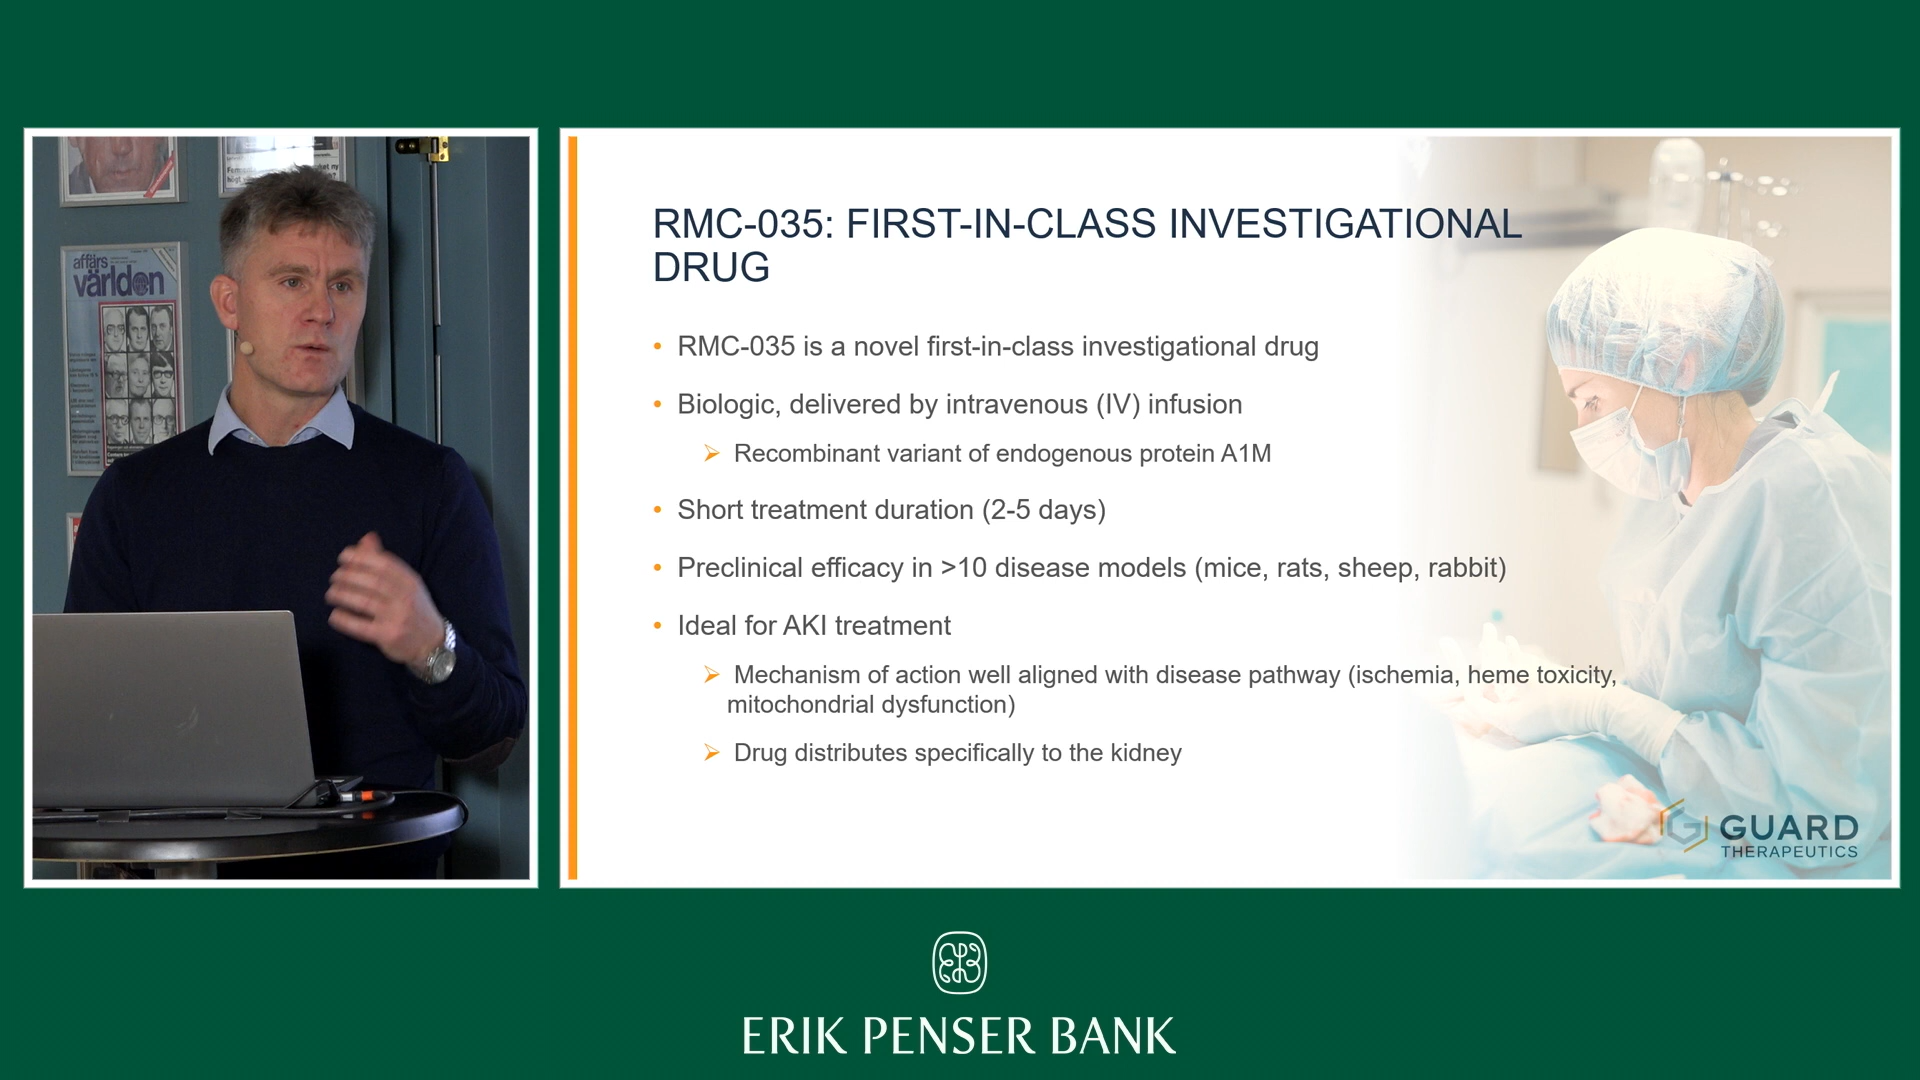 affärs
världen
RMC-035: FIRST-IN-CLASS INVESTIGATIONAL
DRUG
• RMC-035 is a novel first-in-class investigational drug
• Biologic, delivered by intravenous (IV) infusion
➢ Recombinant variant of endogenous protein A1M
• Short treatment duration (2-5 days)
• Preclinical efficacy in >10 disease models (mice, rats, sheep, rabbit)
• Ideal for AKI treatment
➢ Mechanism of action well aligned with disease pathway (ischemia, heme toxicity,
mitochondrial dysfunction)
➢ Drug distributes specifically to the kidney
GUARD
THERAPEUTICS
ERIK PENSER BANK